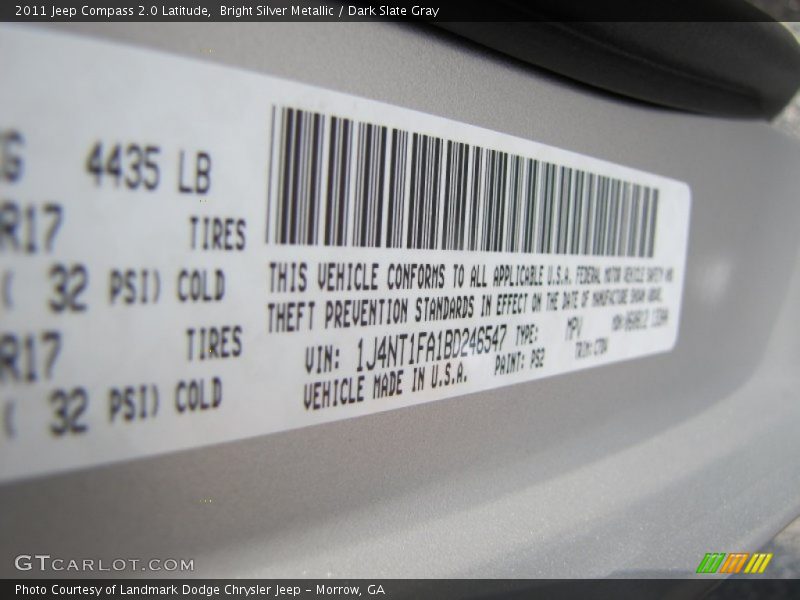 2011 Jeep Compass 2.0 Latitude, Bright Silver Metallic / Dark Slate Gray
G 4435 LB
R17 TIRES
( 32 PSI) COLD
R17 TIRES
( 32 PSI) COLD
THIS VEHICLE CONFORMS TO ALL APPLICABLE U.S.A. FEDERAL MOTOR VEHICLE SAFETY AND
THEFT PREVENTION STANDARDS IN EFFECT ON THE DATE OF MANUFACTURE SHOWN ABOVE.
VIN: 1J4NT1FA1BD246547 TYPE: MPV
VEHICLE MADE IN U.S.A. PAINT: PS2 TRIM:
GTCARLOT.COM
Photo Courtesy of Landmark Dodge Chrysler Jeep – Morrow, GA